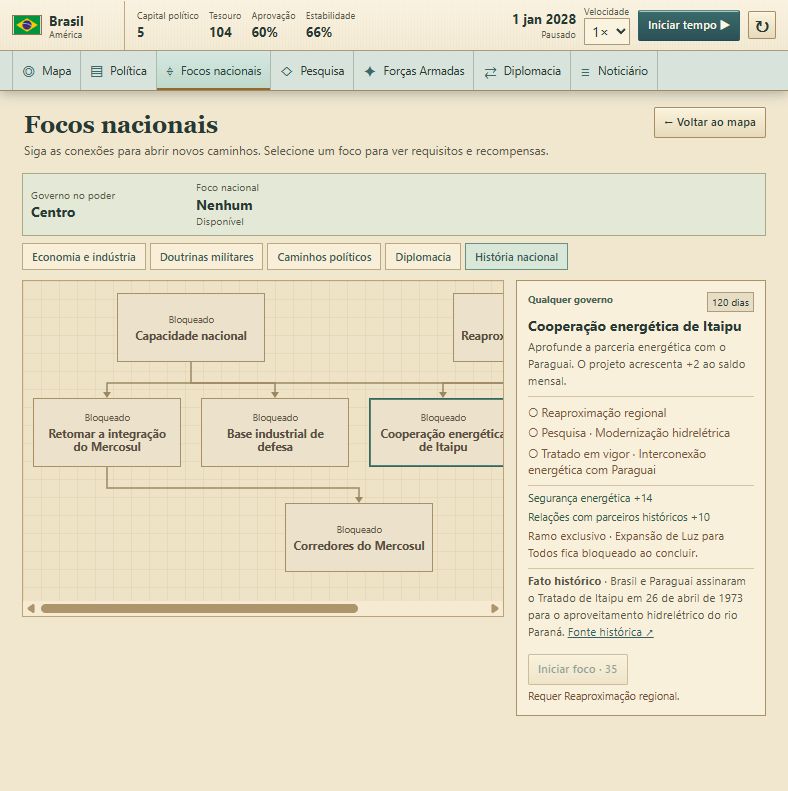 Brasil
América
Capital político
5
Tesouro
104
Aprovação
60%
Estabilidade
66%
1 jan 2028
Pausado
Velocidade
1×
Iniciar tempo ▶
↻
Mapa
Política
Focos nacionais
Pesquisa
Forças Armadas
Diplomacia
Noticiário
Focos nacionais
← Voltar ao mapa
Siga as conexões para abrir novos caminhos. Selecione um foco para ver requisitos e recompensas.
Governo no poder
Centro
Foco nacional
Nenhum
Disponível
Economia e indústria
Doutrinas militares
Caminhos políticos
Diplomacia
História nacional
Bloqueado
Capacidade nacional
Reaprox
Bloqueado
Retomar a integração
do Mercosul
Bloqueado
Base industrial de
defesa
Bloqueado
Cooperação energética
de Itaipu
Bloqueado
Corredores do Mercosul
Qualquer governo
120 dias
Cooperação energética de Itaipu
Aprofunde a parceria energética com o
Paraguai. O projeto acrescenta +2 ao saldo
mensal.
○ Reaproximação regional
○ Pesquisa · Modernização hidrelétrica
○ Tratado em vigor · Interconexão
energética com Paraguai
Segurança energética +14
Relações com parceiros históricos +10
Ramo exclusivo · Expansão de Luz para
Todos fica bloqueado ao concluir.
Fato histórico · Brasil e Paraguai assinaram
o Tratado de Itaipu em 26 de abril de 1973
para o aproveitamento hidrelétrico do rio
Paraná. Fonte histórica ↗
Iniciar foco · 35
Requer Reaproximação regional.